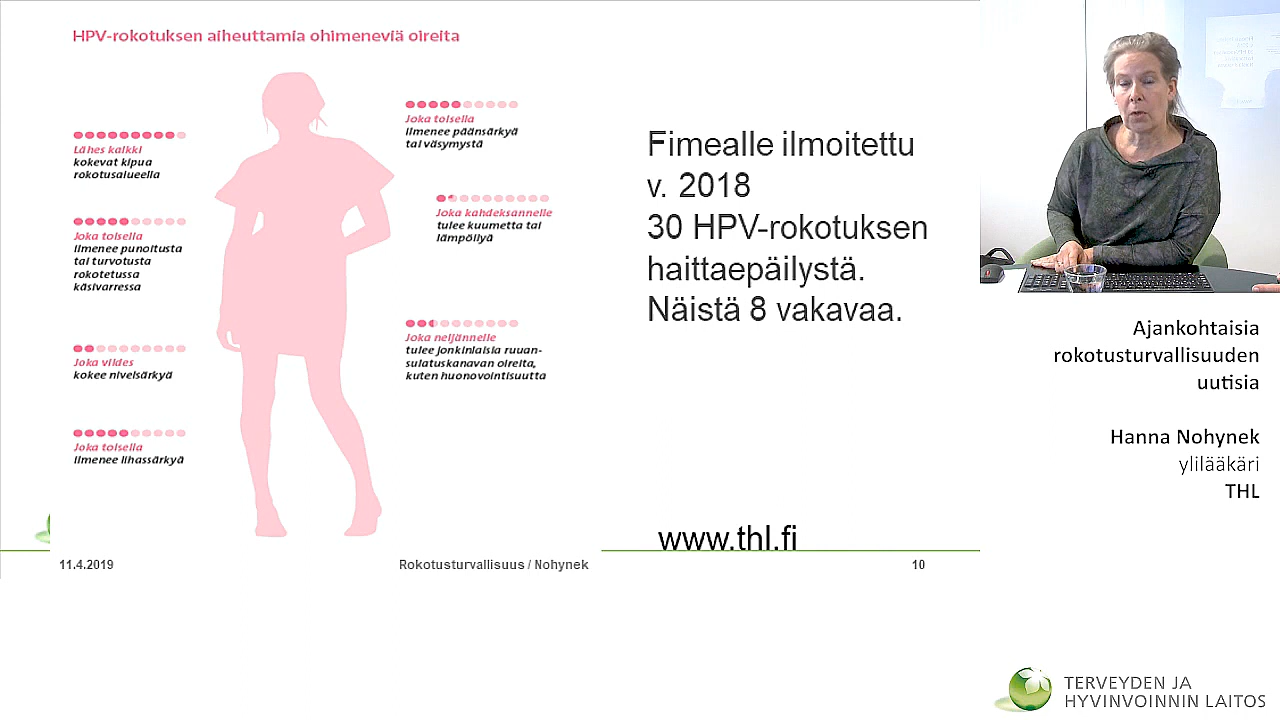 HPV-rokotuksen aiheuttamia ohimeneviä oireita
Lähes kaikki
kokevat kipua
rokotusalueella
Joka toisella
ilmenee punoitusta
tai turvotusta
rokotetussa
käsivarressa
Joka viides
kokee nivelsärkyä
Joka toisella
ilmenee lihassärkyä
Joka toisella
ilmenee päänsärkyä
tai väsymystä
Joka kahdeksannelle
tulee kuumetta tai
lämpöilyä
Joka neljännelle
tulee jonkinlaisia ruuan-
sulatuskanavan oireita,
kuten huonovointisuutta
Fimealle ilmoitettu
v. 2018
30 HPV-rokotuksen
haittaepäilystä.
Näistä 8 vakavaa.
www.thl.fi
11.4.2019
Rokotusturvallisuus / Nohynek
10
Ajankohtaisia
rokotusturvallisuuden
uutisia
Hanna Nohynek
ylilääkäri
THL
TERVEYDEN JA
HYVINVOINNIN LAITOS